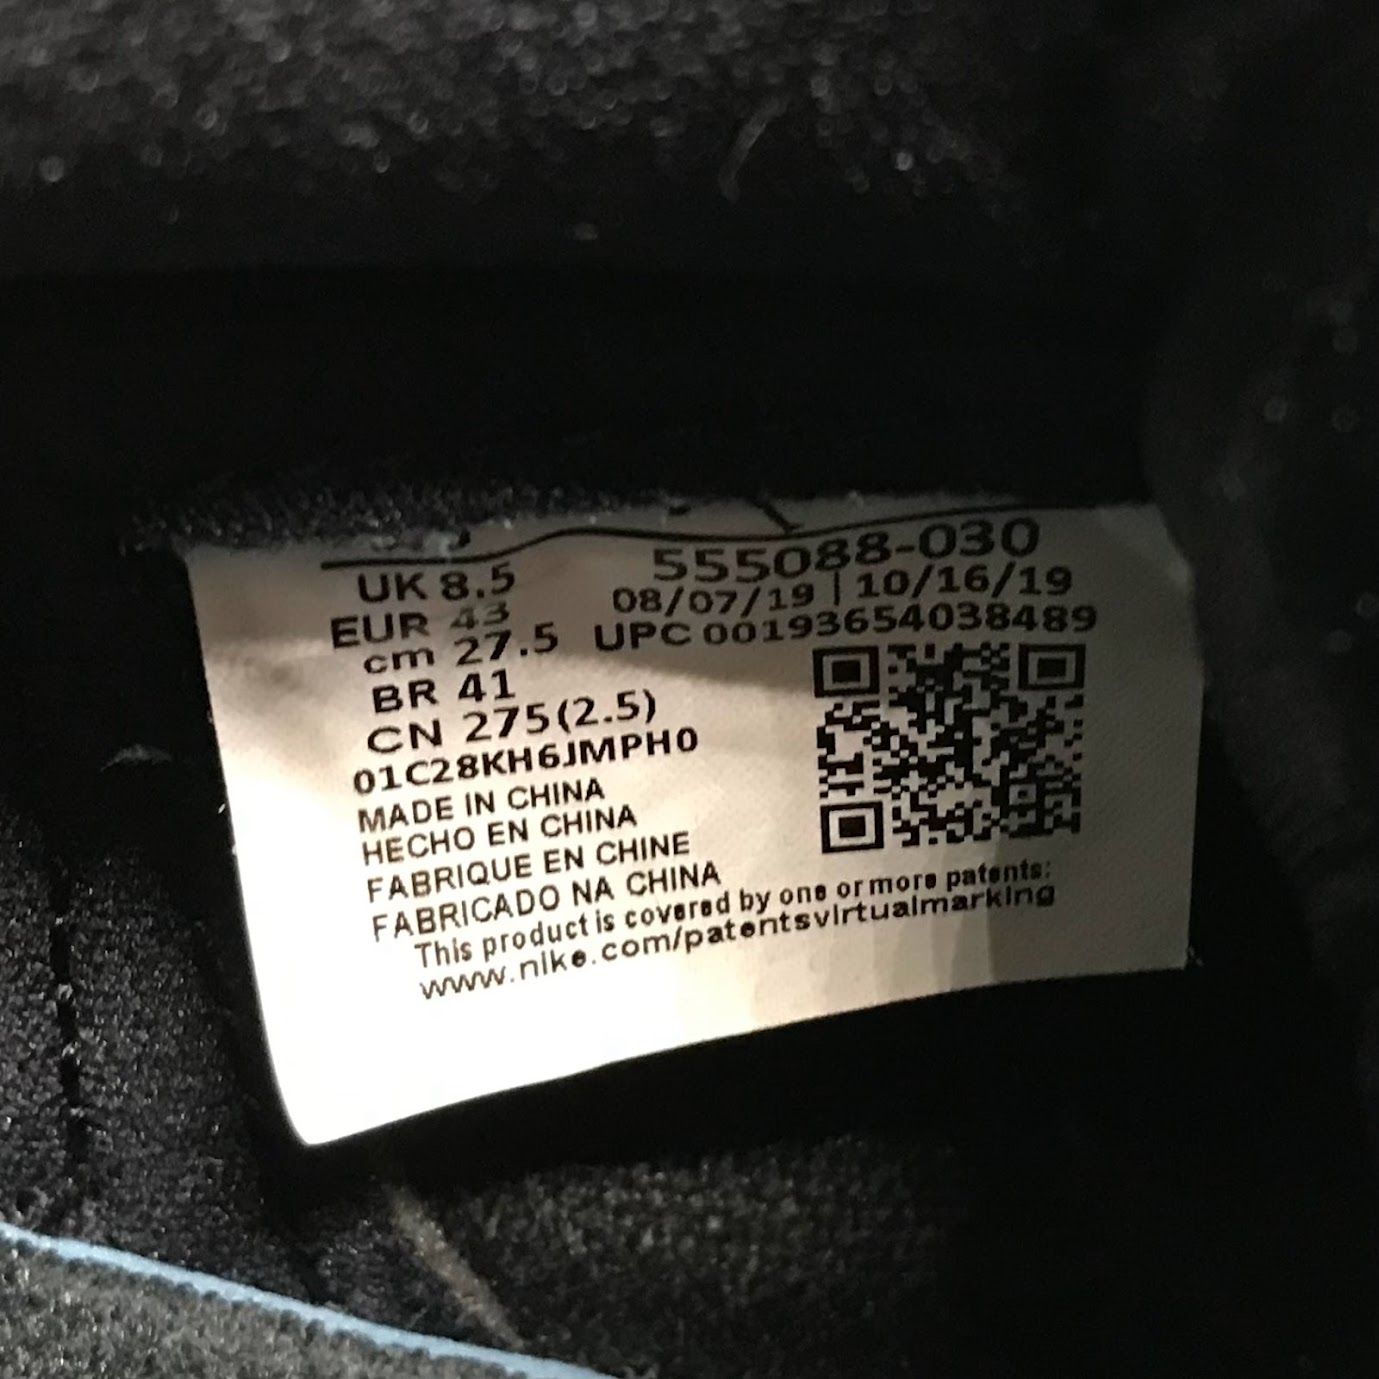 555088-030
UK 8.5
08/07/19 | 10/16/19
EUR 43
UPC 00193654038489
cm 27.5
BR 41
CN 275(2.5)
01C28KH6JMPH0
MADE IN CHINA
HECHO EN CHINA
FABRIQUE EN CHINE
FABRICADO NA CHINA
This product is covered by one or more patents:
www.nike.com/patentsvirtualmarking